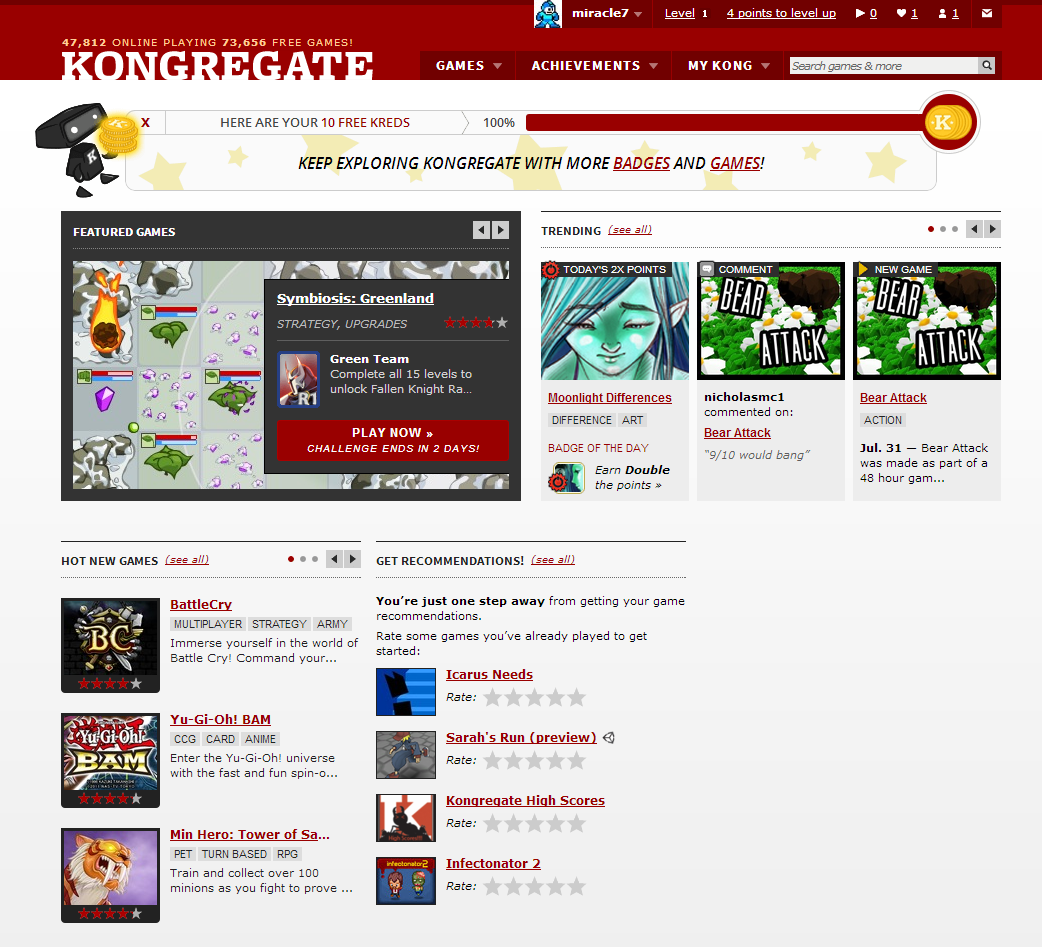 miracle7
Level 1
4 points to level up
0
1
1
47,812 ONLINE PLAYING 73,656 FREE GAMES!
KONGREGATE
GAMES
ACHIEVEMENTS
MY KONG
Search games & more
X
HERE ARE YOUR 10 FREE KREDS
100%
K
K
KEEP EXPLORING KONGREGATE WITH MORE BADGES AND GAMES!
FEATURED GAMES
Symbiosis: Greenland
STRATEGY, UPGRADES
R1
Green Team
Complete all 15 levels to
unlock Fallen Knight Ra...
PLAY NOW »
CHALLENGE ENDS IN 2 DAYS!
TRENDING (see all)
TODAY'S 2X POINTS
Moonlight Differences
DIFFERENCE ART
BADGE OF THE DAY
Earn Double
the points »
COMMENT
BEAR
ATTACK
nicholasmc1
commented on:
Bear Attack
“9/10 would bang”
NEW GAME
BEAR
ATTACK
Bear Attack
ACTION
Jul. 31 — Bear Attack
was made as part of a
48 hour gam...
HOT NEW GAMES (see all)
BC
BattleCry
MULTIPLAYER STRATEGY ARMY
Immerse yourself in the world of
Battle Cry! Command your...
Yu-Gi-Oh!
BAM
Yu-Gi-Oh! BAM
CCG CARD ANIME
Enter the Yu-Gi-Oh! universe
with the fast and fun spin-o...
Min Hero: Tower of Sa...
PET TURN BASED RPG
Train and collect over 100
minions as you fight to prove ...
GET RECOMMENDATIONS! (see all)
You’re just one step away from getting your game
recommendations.
Rate some games you’ve already played to get
started:
Icarus Needs
Rate:
Sarah's Run (preview)
Rate:
K
High Scores
Kongregate High Scores
Rate:
infectonator2
Infectonator 2
Rate: